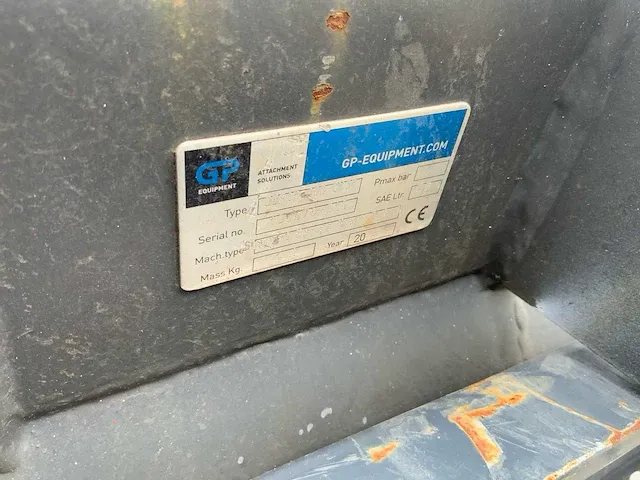 GP
EQUIPMENT
ATTACHMENT
SOLUTIONS
GP-EQUIPMENT.COM
Type
Pmax bar
Serial no.
SAE Ltr.
Mach.type
Mass Kg.
Year 20
CE